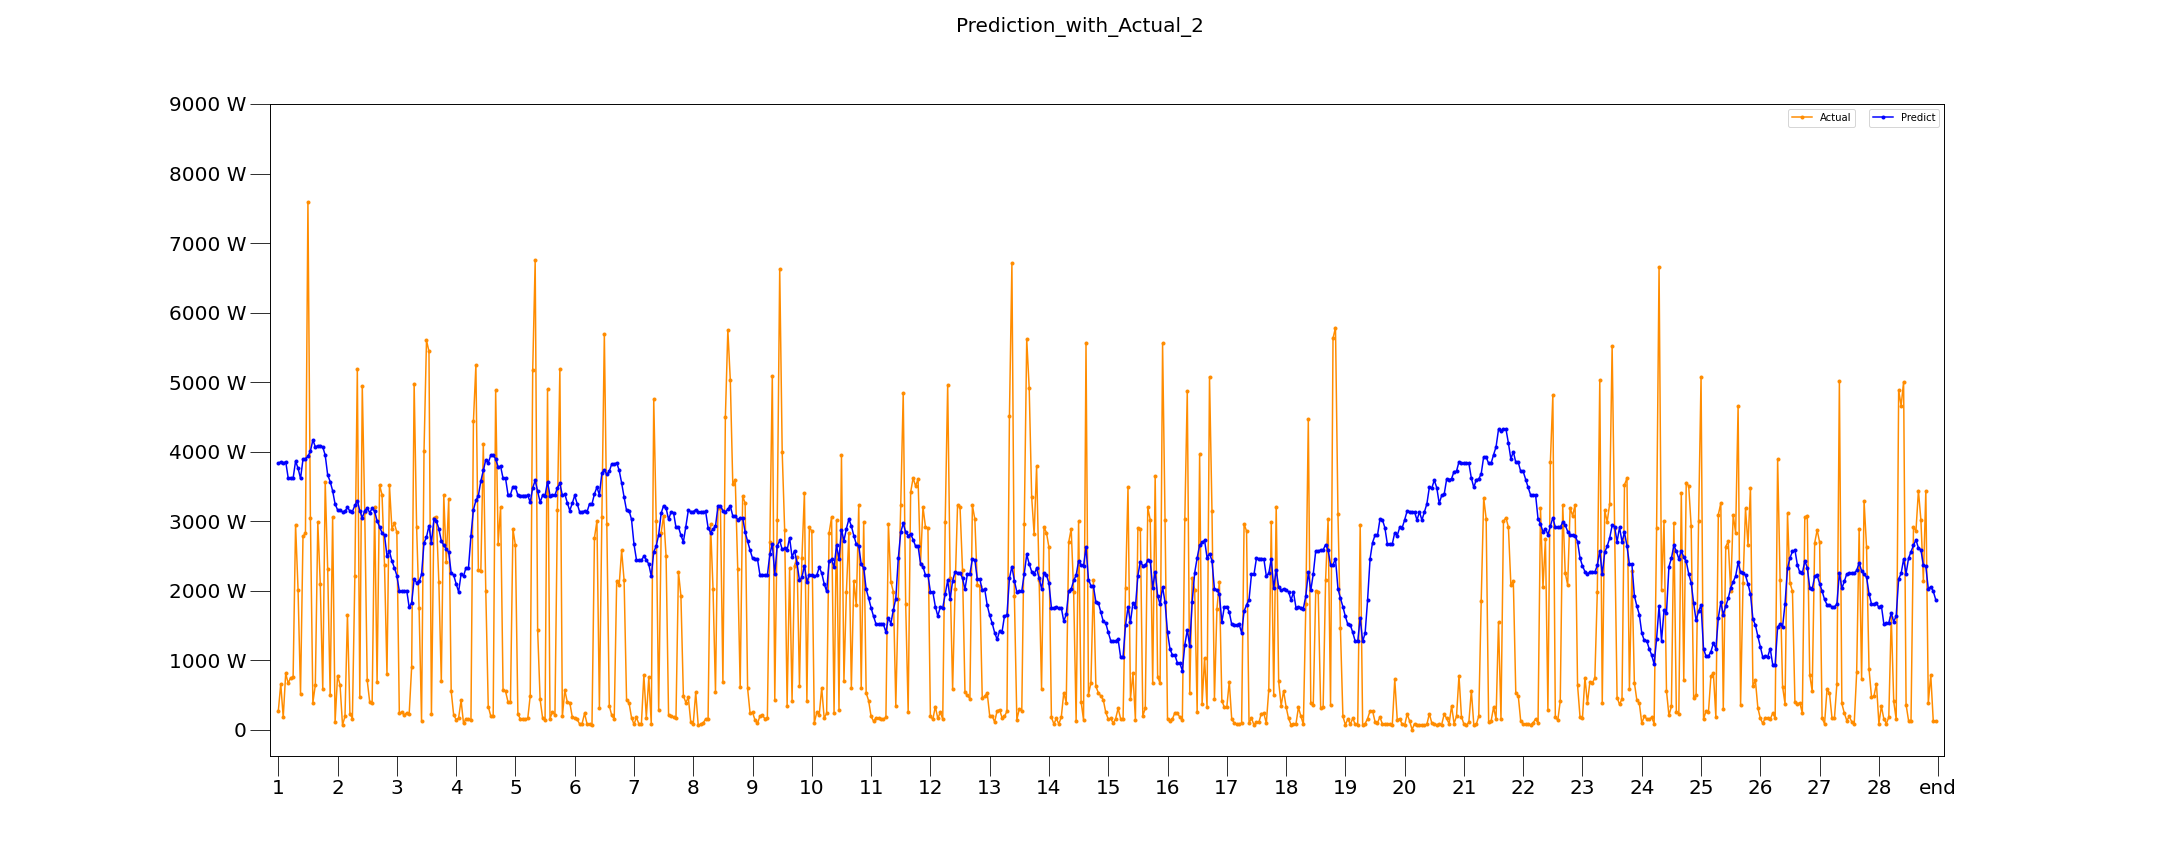 Prediction_with_Actual_2
Actual Predict
9000 W
8000 W
7000 W
6000 W
5000 W
4000 W
3000 W
2000 W
1000 W
0
1 2 3 4 5 6 7 8 9 10 11 12 13 14 15 16 17 18 19 20 21 22 23 24 25 26 27 28 end